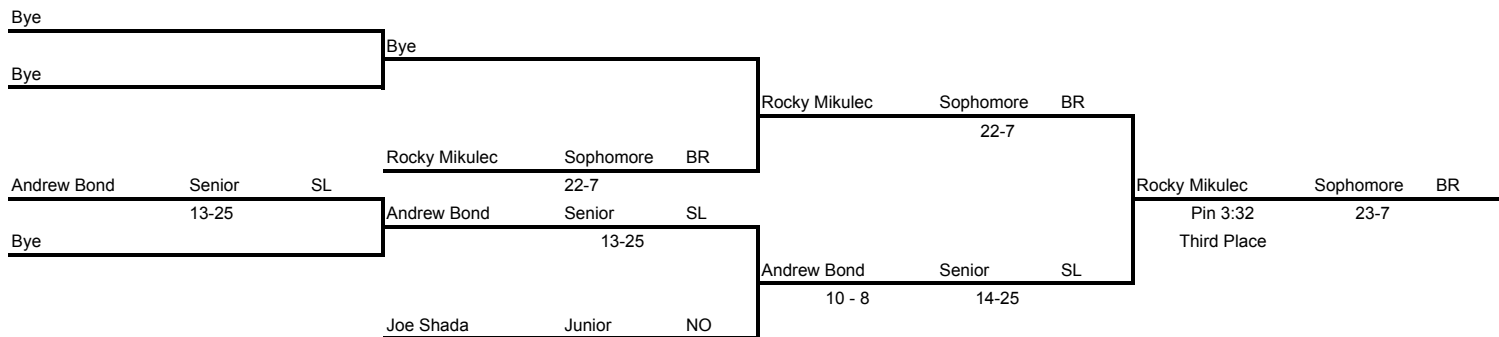 Bye
Bye
Bye
Rocky Mikulec Sophomore BR
22-7
Rocky Mikulec Sophomore BR
22-7
Andrew Bond Senior SL
13-25
Rocky Mikulec Sophomore BR
Pin 3:32 23-7
Third Place
Andrew Bond Senior SL
13-25
Bye
Andrew Bond Senior SL
10 - 8 14-25
Joe Shada Junior NO